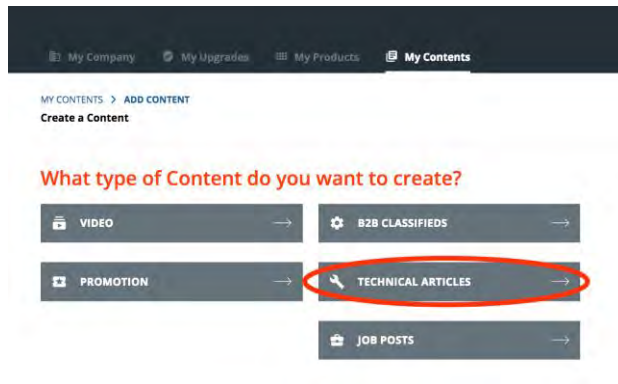 My Company My Upgrades My Products My Contents
MY CONTENTS > ADD CONTENT
Create a Content
What type of Content do you want to create?
VIDEO → B2B CLASSIFIEDS →
PROMOTION → TECHNICAL ARTICLES →
JOB POSTS →